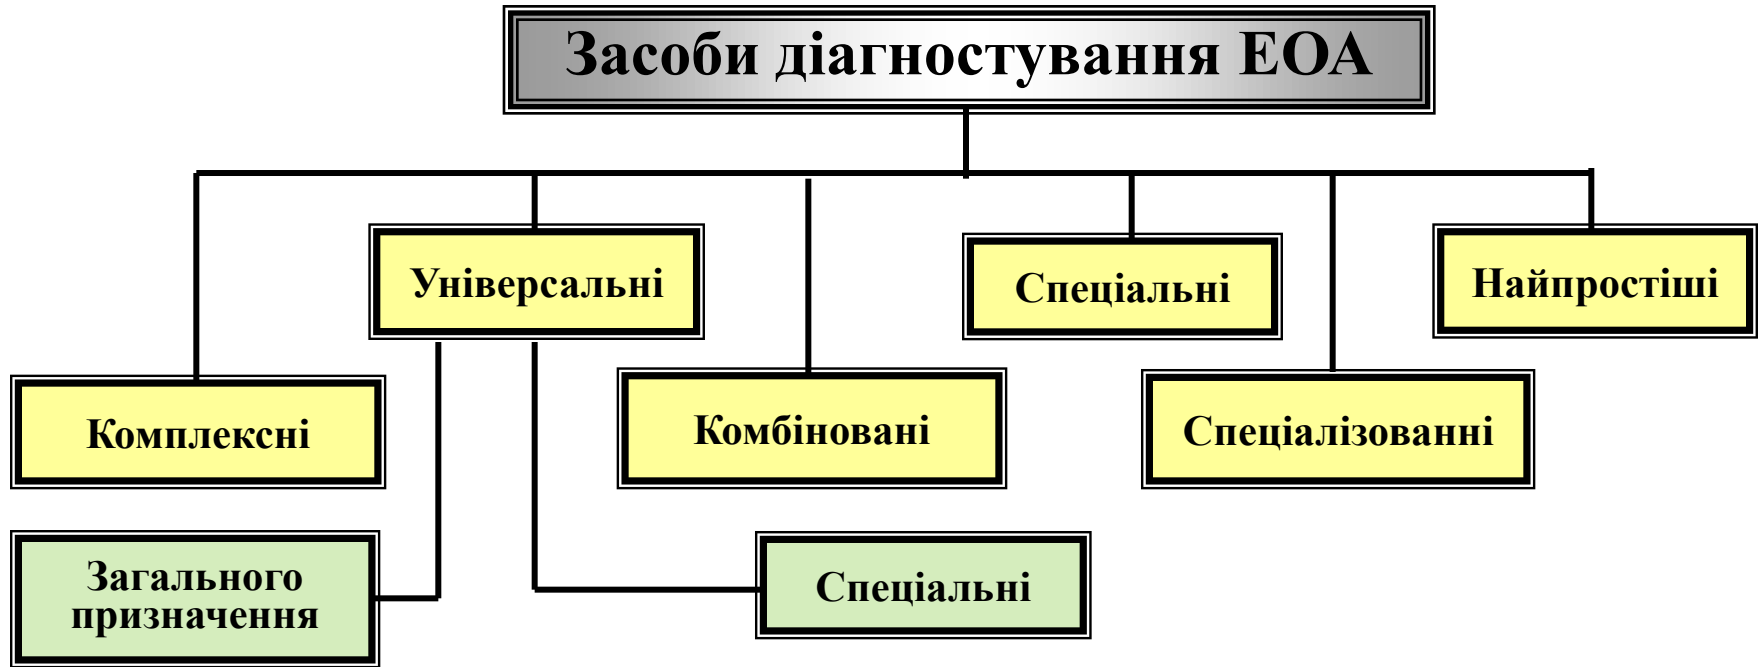 Засоби діагностування ЕОА
Універсальні
Спеціальні
Найпростіші
Комплексні
Комбіновані
Спеціалізованні
Загального
призначення
Спеціальні